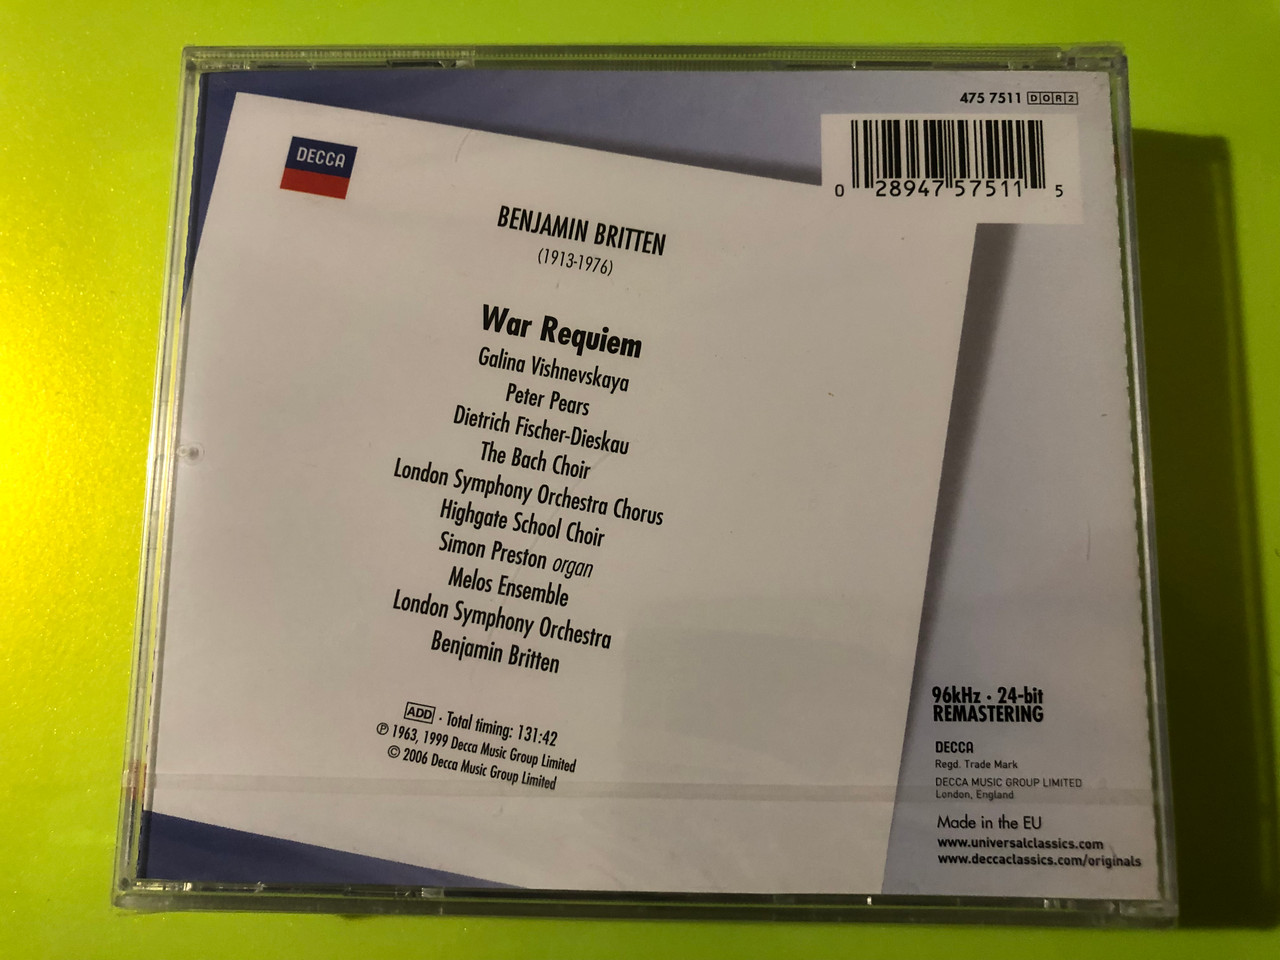 475 7511 DOR2
0 28947 57511 5
DECCA
BENJAMIN BRITTEN
(1913-1976)
War Requiem
Galina Vishnevskaya
Peter Pears
Dietrich Fischer-Dieskau
The Bach Choir
London Symphony Orchestra Chorus
Highgate School Choir
Simon Preston organ
Melos Ensemble
London Symphony Orchestra
Benjamin Britten
ADD · Total timing: 131:42
℗ 1963, 1999 Decca Music Group Limited
© 2006 Decca Music Group Limited
96kHz · 24-bit
REMASTERING
DECCA
Regd. Trade Mark
DECCA MUSIC GROUP LIMITED
London, England
Made in the EU
www.universalclassics.com
www.deccaclassics.com/originals